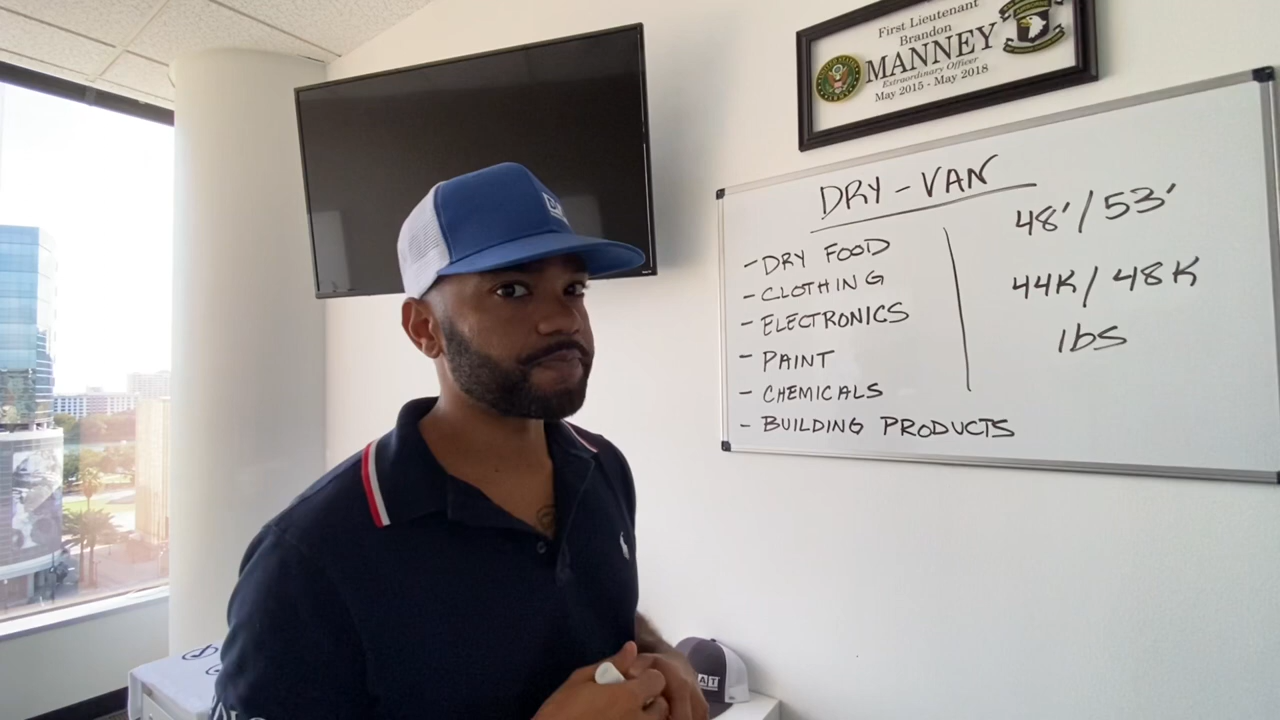 First Lieutenant
Brandon
MANNEY
Extraordinary Officer
May 2015 - May 2018
DRY - VAN
- DRY FOOD
- CLOTHING
- ELECTRONICS
- PAINT
- CHEMICALS
- BUILDING PRODUCTS
48' / 53'
44K / 48K
lbs